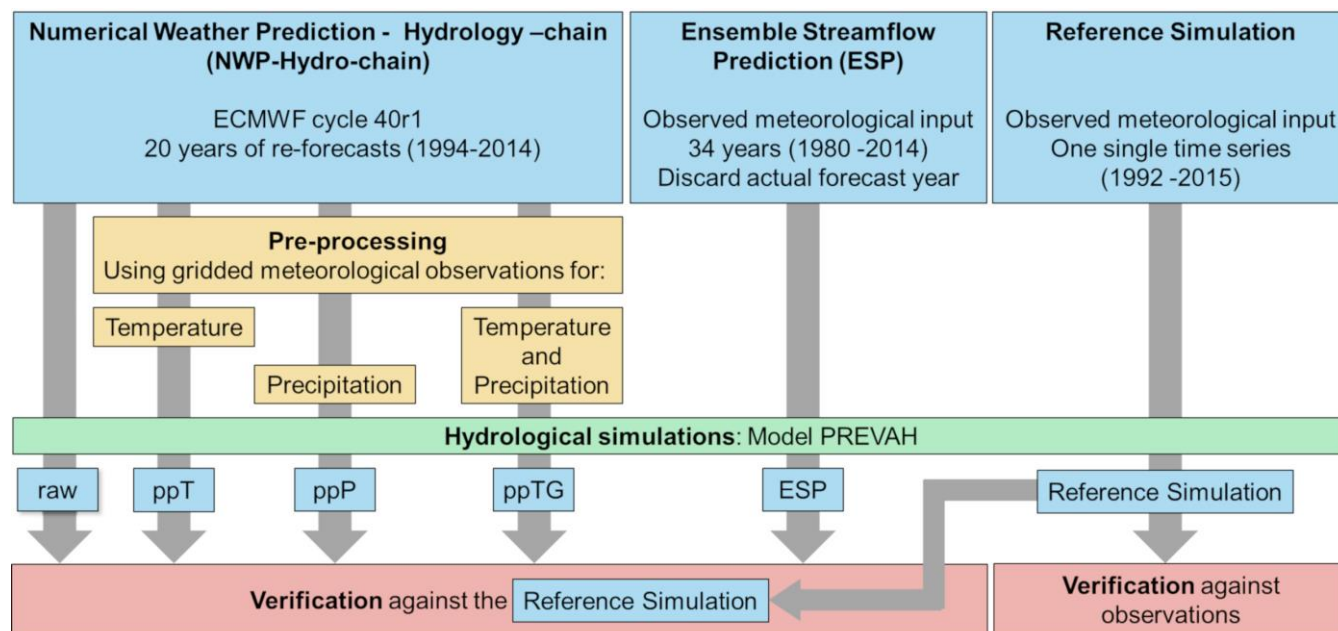 Numerical Weather Prediction -  Hydrology –chain
(NWP-Hydro-chain)
ECMWF cycle 40r1
20 years of re-forecasts (1994-2014)
Ensemble Streamflow
Prediction (ESP)
Observed meteorological input
34 years (1980 -2014)
Discard actual forecast year
Reference Simulation
Observed meteorological input
One single time series
(1992 -2015)
Pre-processing
Using gridded meteorological observations for:
Temperature
Precipitation
Temperature
and
Precipitation
Hydrological simulations: Model PREVAH
raw
ppT
ppP
ppTG
ESP
Reference Simulation
Verification against the Reference Simulation
Verification against
observations